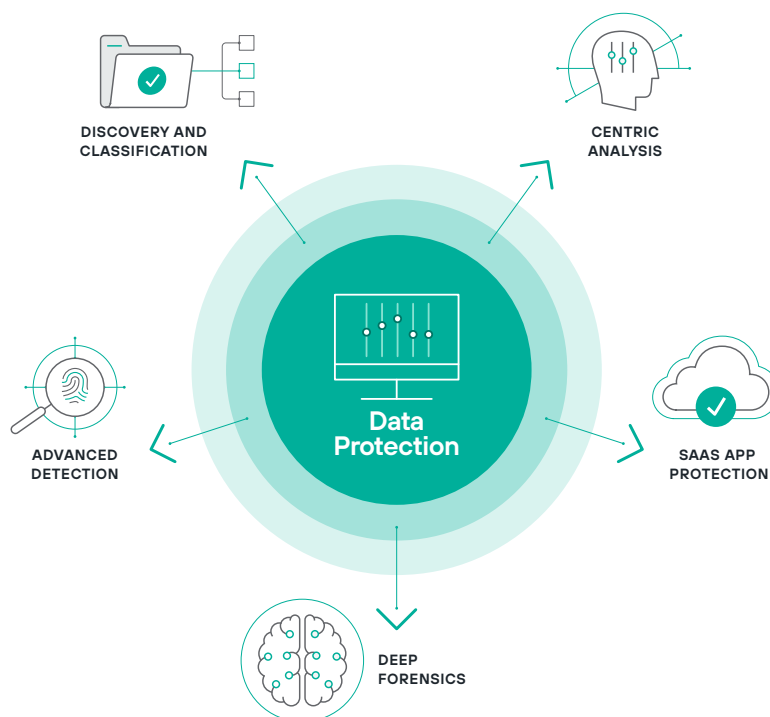 DISCOVERY AND
CLASSIFICATION
CENTRIC
ANALYSIS
Data
Protection
ADVANCED
DETECTION
SAAS APP
PROTECTION
DEEP
FORENSICS